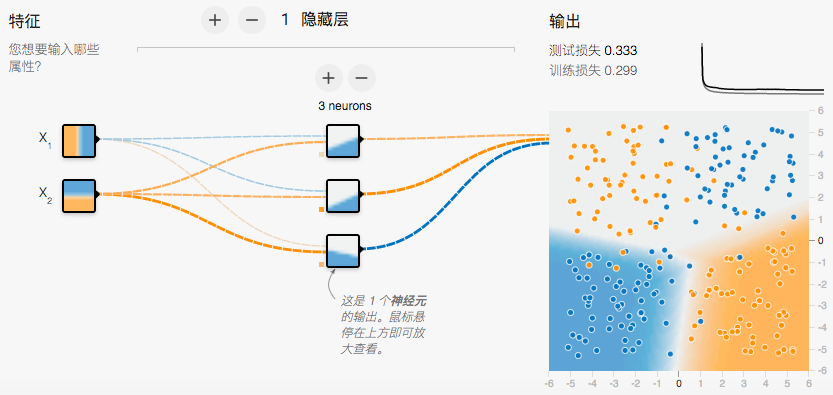 特征
1 隐藏层
输出
您想要输入哪些
属性？
测试损失 0.333
训练损失 0.299
3 neurons
X1
X2
这是 1 个神经元
的输出。鼠标悬
停在上方即可放
大查看。
6
5
4
3
2
1
0
-1
-2
-3
-4
-5
-6
-6 -5 -4 -3 -2 -1 0 1 2 3 4 5 6